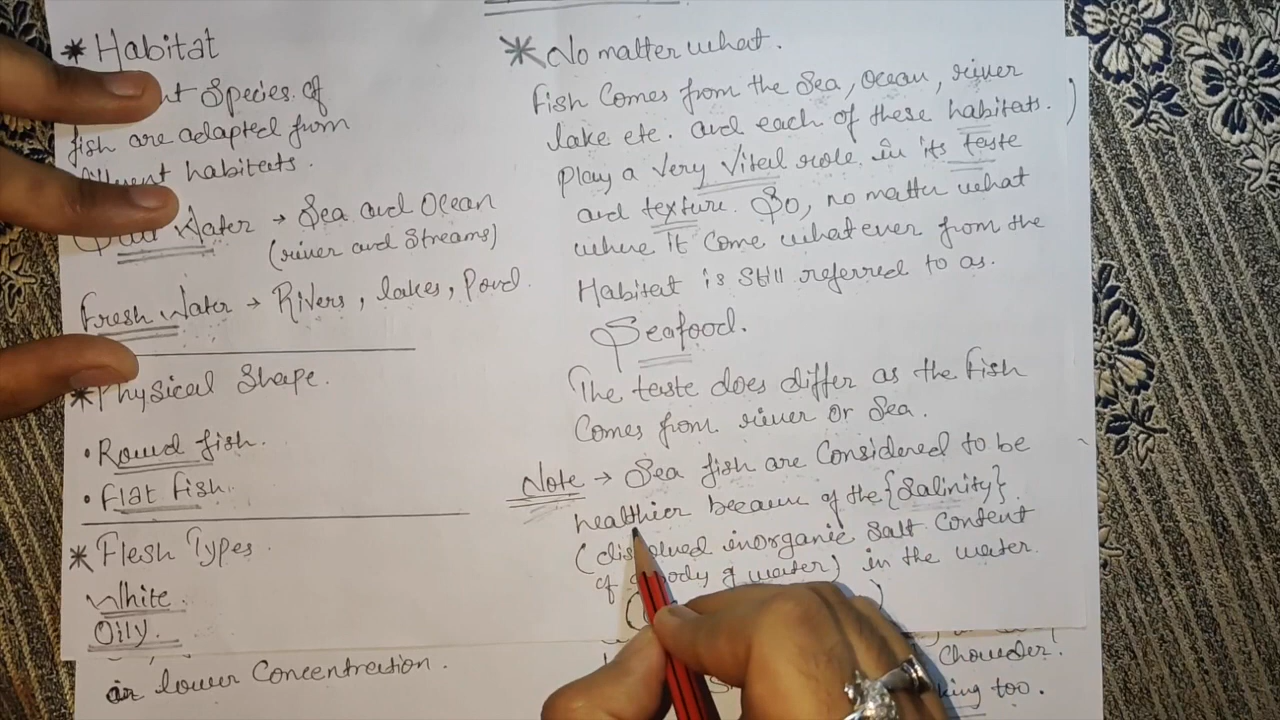 * Habitat
Species of
fish are adapted from
different habitats.
Water → Sea and Ocean
(river and streams)
Fresh Water → Rivers, lakes, Pond.
* Physical Shape.
• Round fish.
• Flat fish.
* Flesh Types.
White.
Oily.
in lower Concentration.
* No matter what.
Fish Comes from the Sea, Ocean, river
lake etc. and each of these habitats.
play a very vital role in its taste
and texture. So, no matter what
where it come whatever from the
Habitat is still referred to as.
Seafood.
The taste does differ as the Fish
Comes from river or Sea.
Note → Sea fish are Considered to be
healthier because of the {Salinity}
inorganic Salt Content
of body of water) in the water.
Chowder.
too.